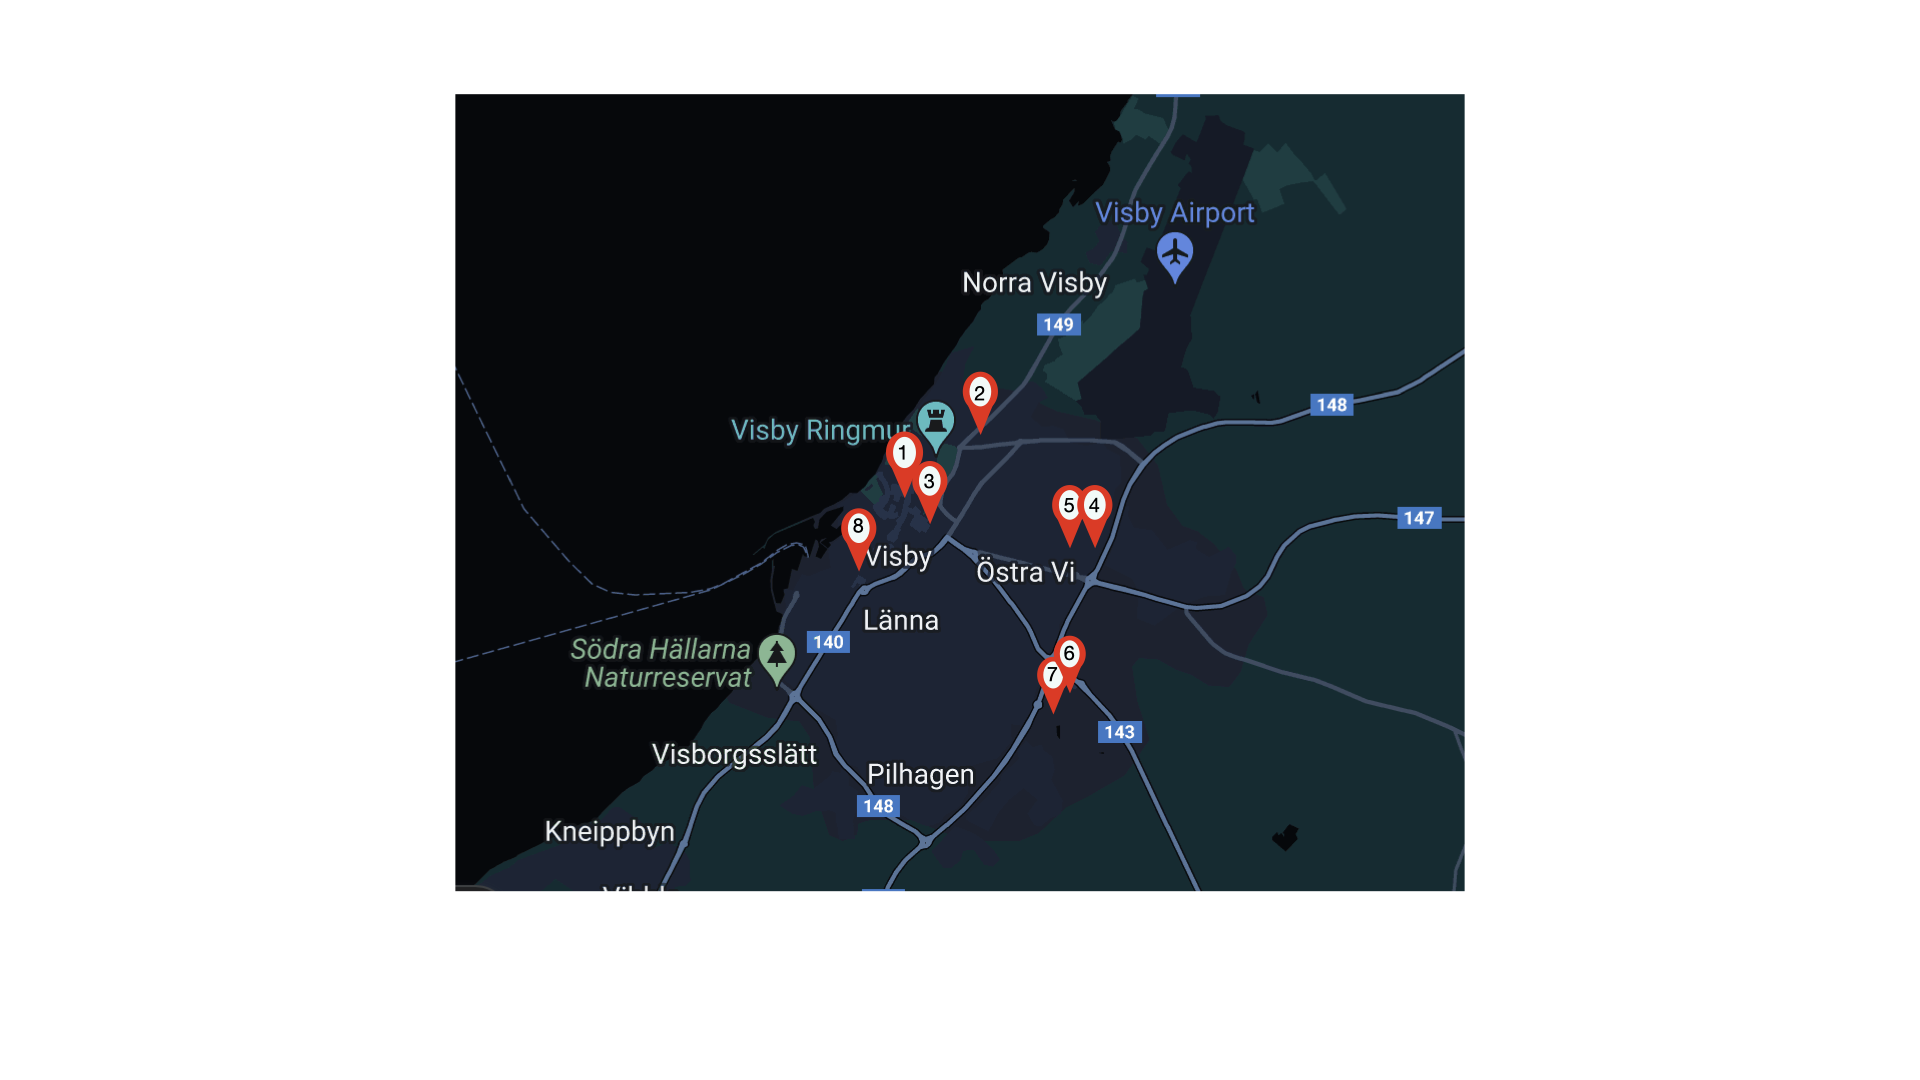 Visby Airport
Norra Visby
149
2
148
Visby Ringmur
1
3
5
4
147
8
Visby
Östra Vi
Länna
140
Södra Hällarna
Naturreservat
6
7
143
Visborgsslätt
Pilhagen
148
Kneippbyn